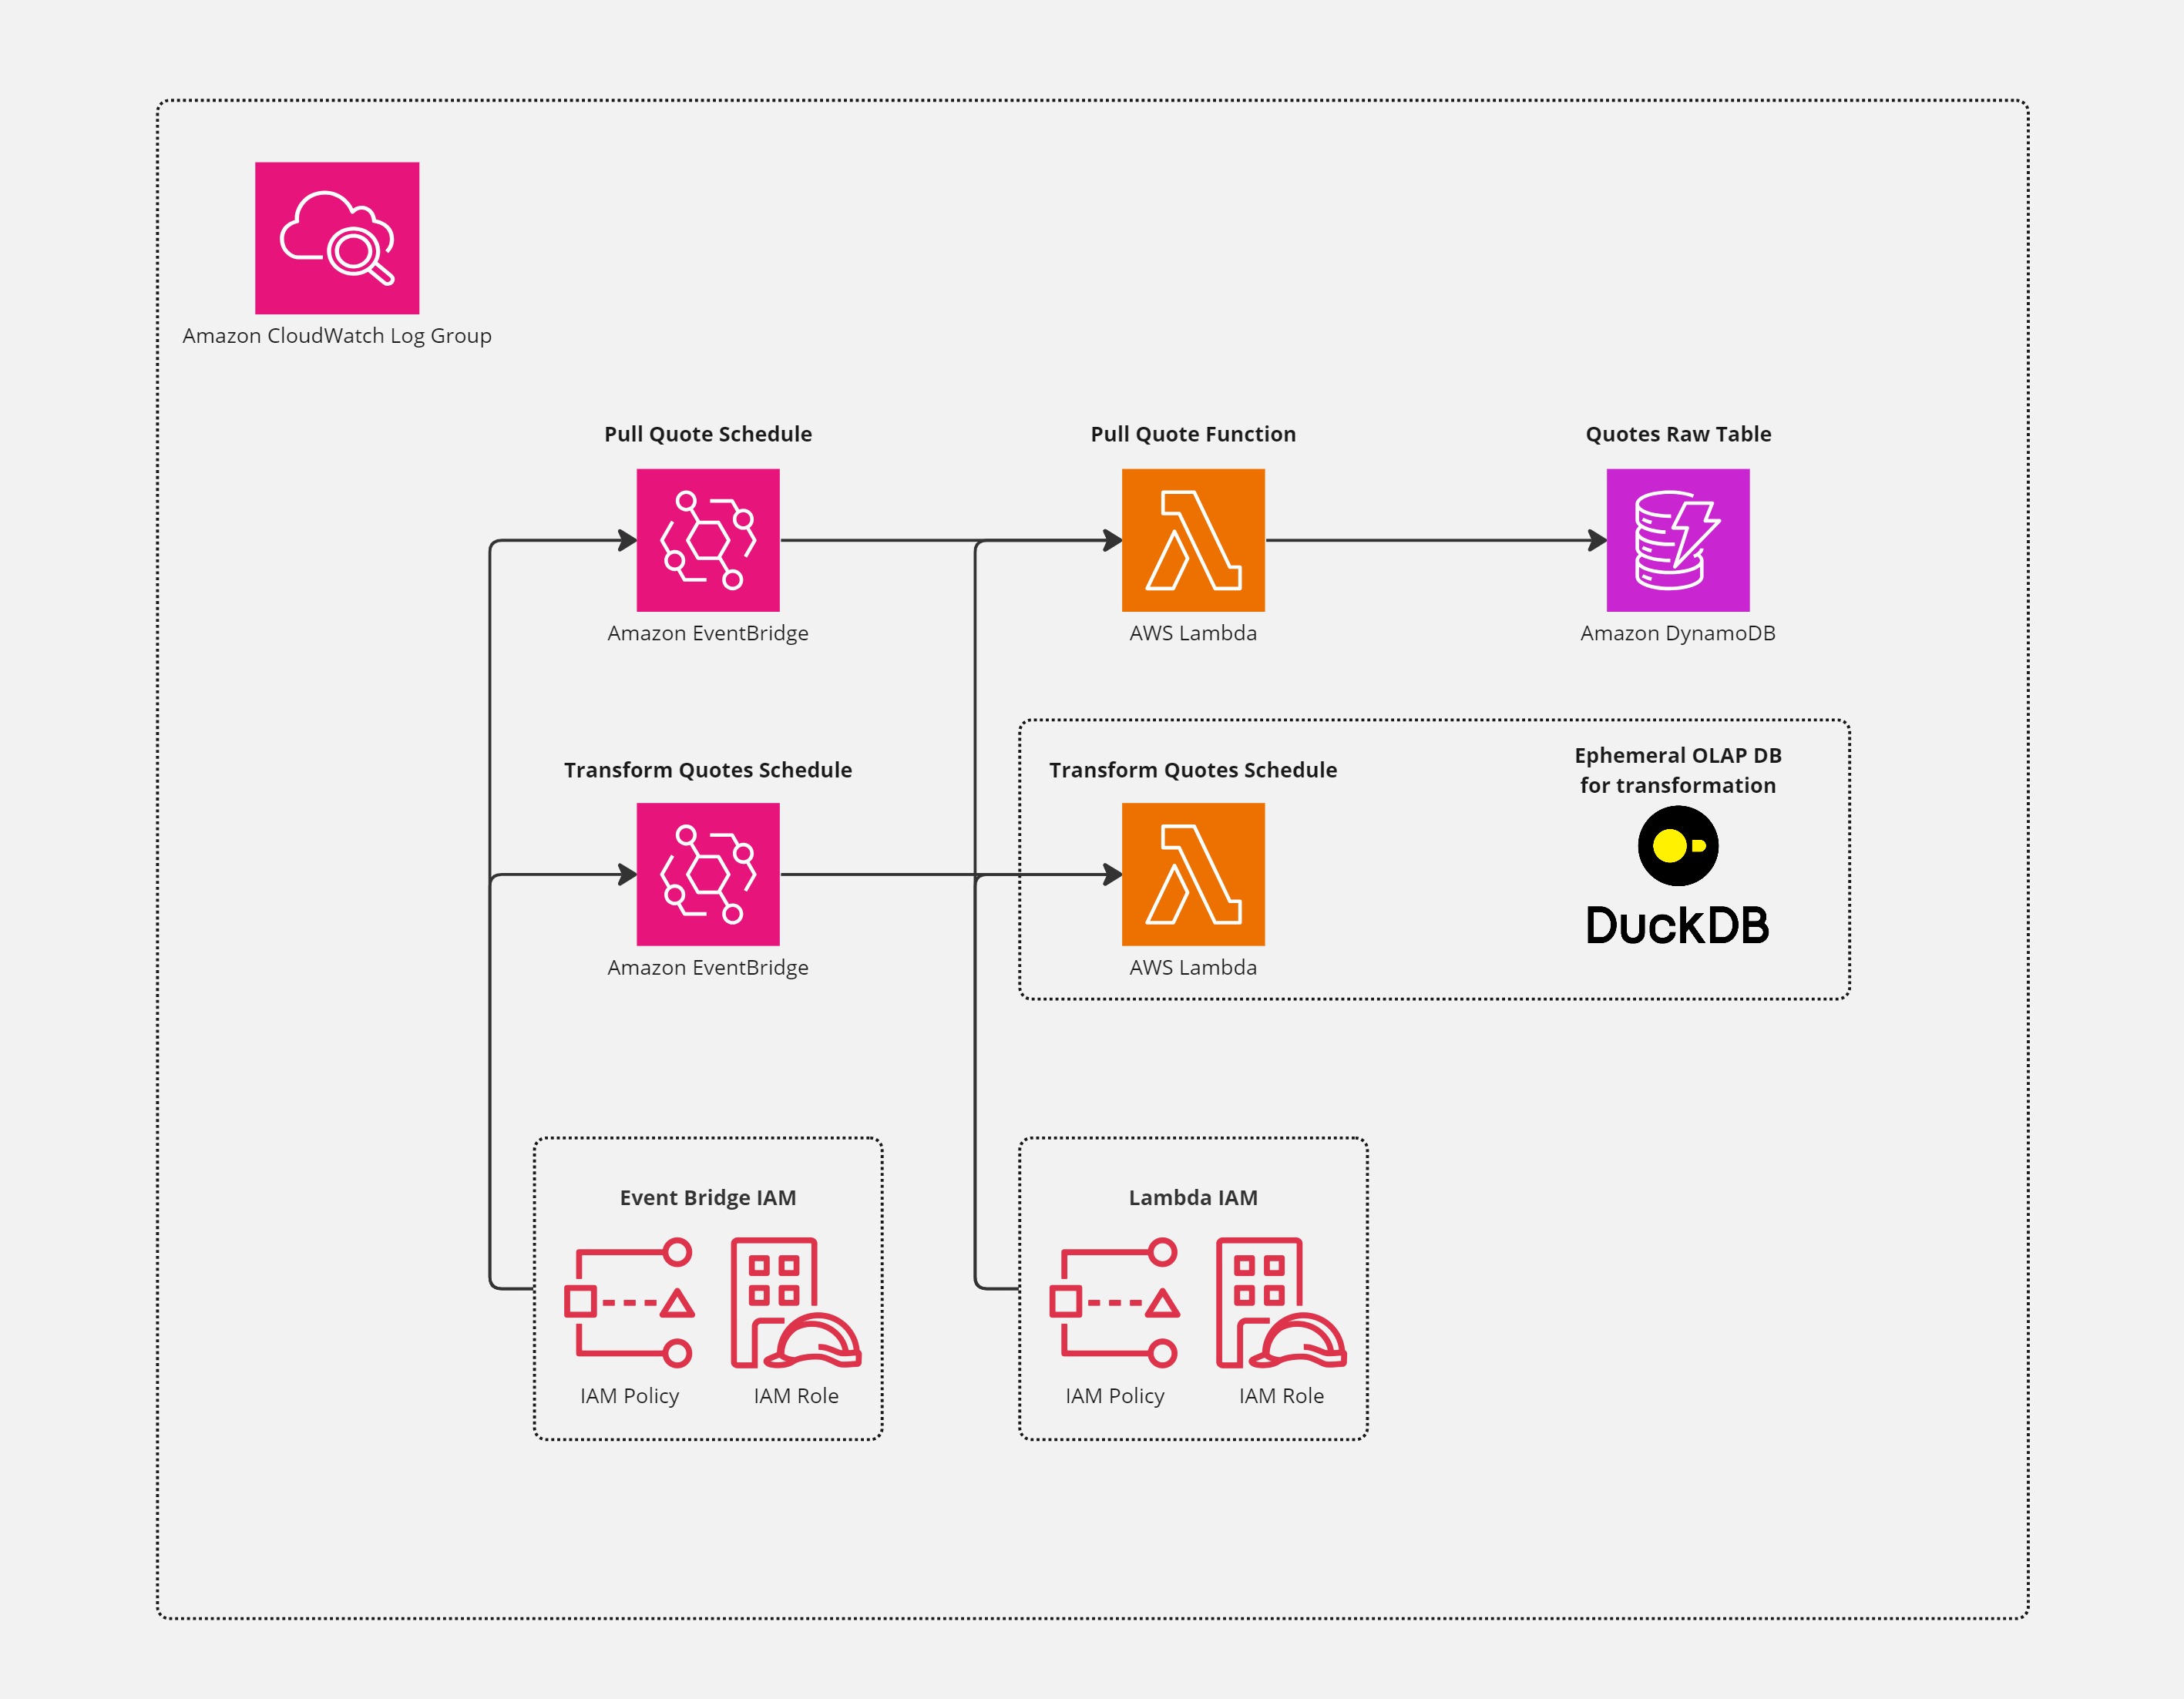 Amazon CloudWatch Log Group
Pull Quote Schedule
Pull Quote Function
Quotes Raw Table
Amazon EventBridge
AWS Lambda
Amazon DynamoDB
Transform Quotes Schedule
Transform Quotes Schedule
Ephemeral OLAP DB
for transformation
DuckDB
Amazon EventBridge
AWS Lambda
Event Bridge IAM
Lambda IAM
IAM Policy
IAM Role
IAM Policy
IAM Role